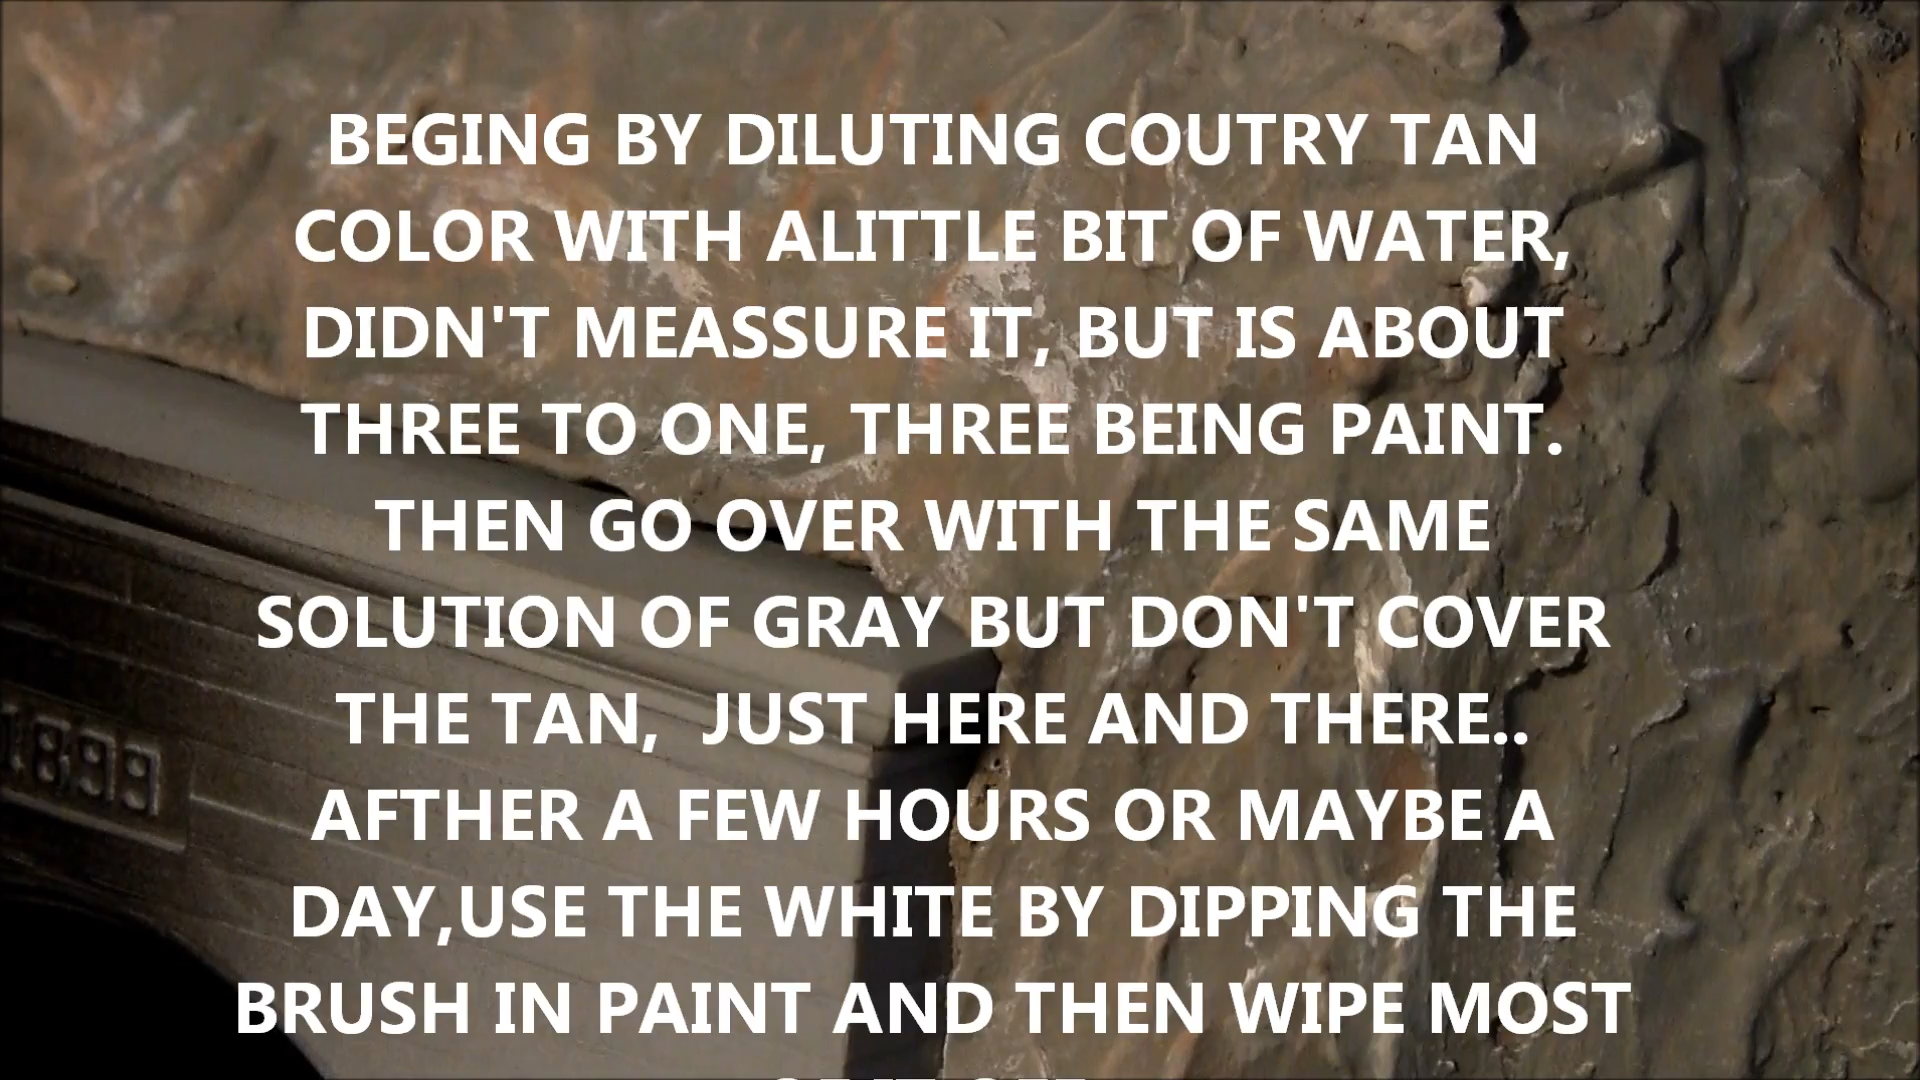 BEGING BY DILUTING COUTRY TAN
COLOR WITH ALITTLE BIT OF WATER,
DIDN'T MEASSURE IT, BUT IS ABOUT
THREE TO ONE, THREE BEING PAINT.
THEN GO OVER WITH THE SAME
SOLUTION OF GRAY BUT DON'T COVER
THE TAN,  JUST HERE AND THERE..
AFTHER A FEW HOURS OR MAYBE A
DAY,USE THE WHITE BY DIPPING THE
BRUSH IN PAINT AND THEN WIPE MOST
1899